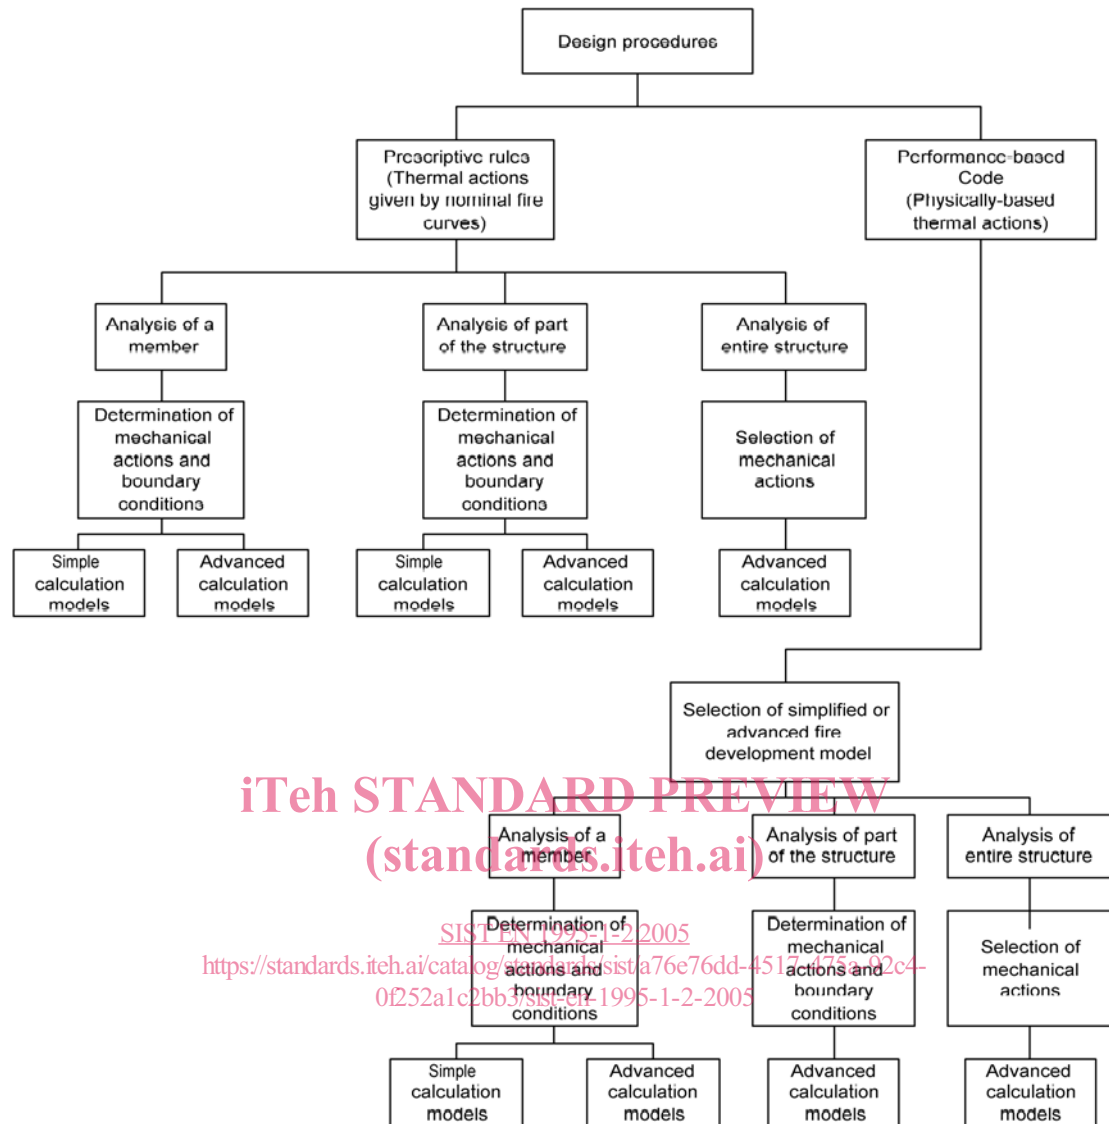 Design procedures
Prescriptive rules
(Thermal actions
given by nominal fire
curves)
Performance-based
Code
(Physically-based
thermal actions)
Analysis of a
member
Analysis of part
of the structure
Analysis of
entire structure
Determination of
mechanical
actions and
boundary
conditions
Determination of
mechanical
actions and
boundary
conditions
Selection of
mechanical
actions
Simple
calculation
models
Advanced
calculation
models
Simple
calculation
models
Advanced
calculation
models
Advanced
calculation
models
Selection of simplified or
advanced fire
development model
iTeh STANDARD PREVIEW
(standards.iteh.ai)
Analysis of a
member
Analysis of part
of the structure
Analysis of
entire structure
SIST EN 1995-1-2:2005
https://standards.iteh.ai/catalog/standards/sist/a76e76dd-4517-475a-92c4-
0f252a1c2bb3/sist-en-1995-1-2-2005
Determination of
mechanical
actions and
boundary
conditions
Determination of
mechanical
actions and
boundary
conditions
Selection of
mechanical
actions
Simple
calculation
models
Advanced
calculation
models
Advanced
calculation
models
Advanced
calculation
models